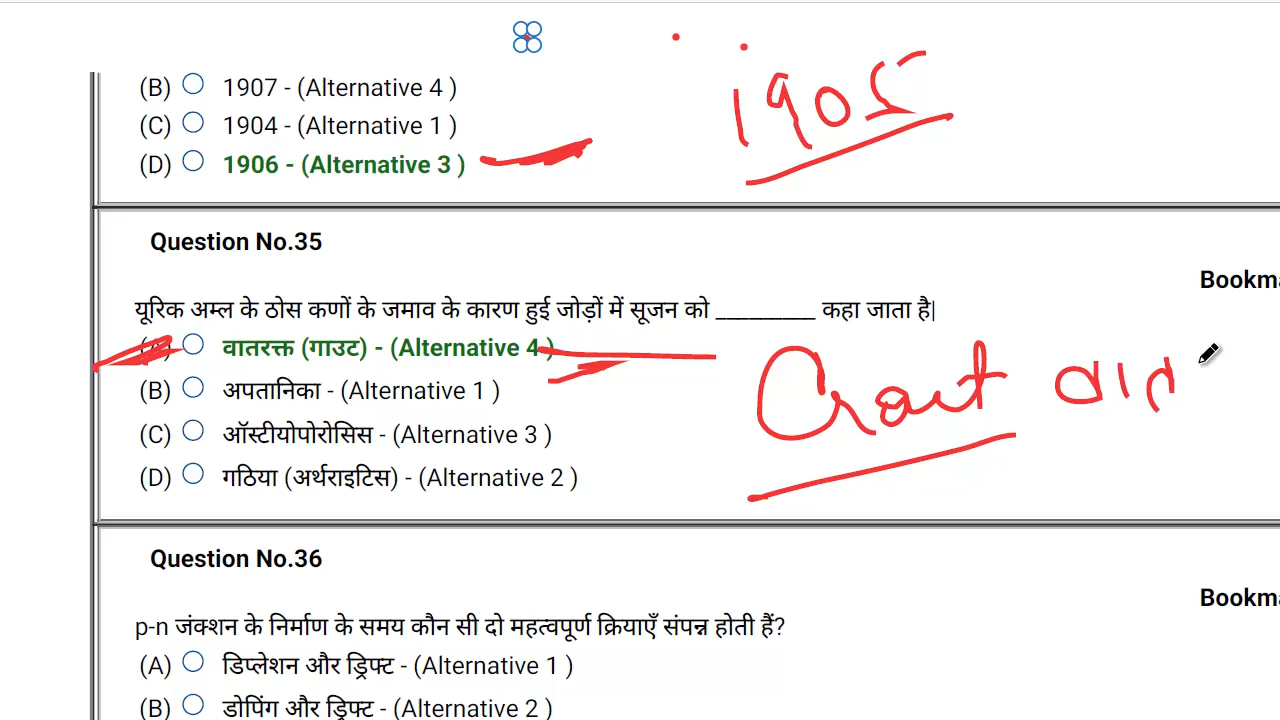 (B) 1907 - (Alternative 4 )
(C) 1904 - (Alternative 1 )
(D) 1906 - (Alternative 3 )
1905
Question No.35
Bookma
यूरिक अम्ल के ठोस कणों के जमाव के कारण हुई जोड़ों में सूजन को _________ कहा जाता है|
(A) वातरक्त (गाउट) - (Alternative 4 )
(B) अपतानिका - (Alternative 1 )
(C) ऑस्टीयोपोरोसिस - (Alternative 3 )
(D) गठिया (अर्थराइटिस) - (Alternative 2 )
Gout वात
Question No.36
Bookma
p-n जंक्शन के निर्माण के समय कौन सी दो महत्वपूर्ण क्रियाएँ संपन्न होती हैं?
(A) डिप्लेशन और ड्रिफ्ट - (Alternative 1 )
(B) डोपिंग और ड्रिफ्ट - (Alternative 2 )